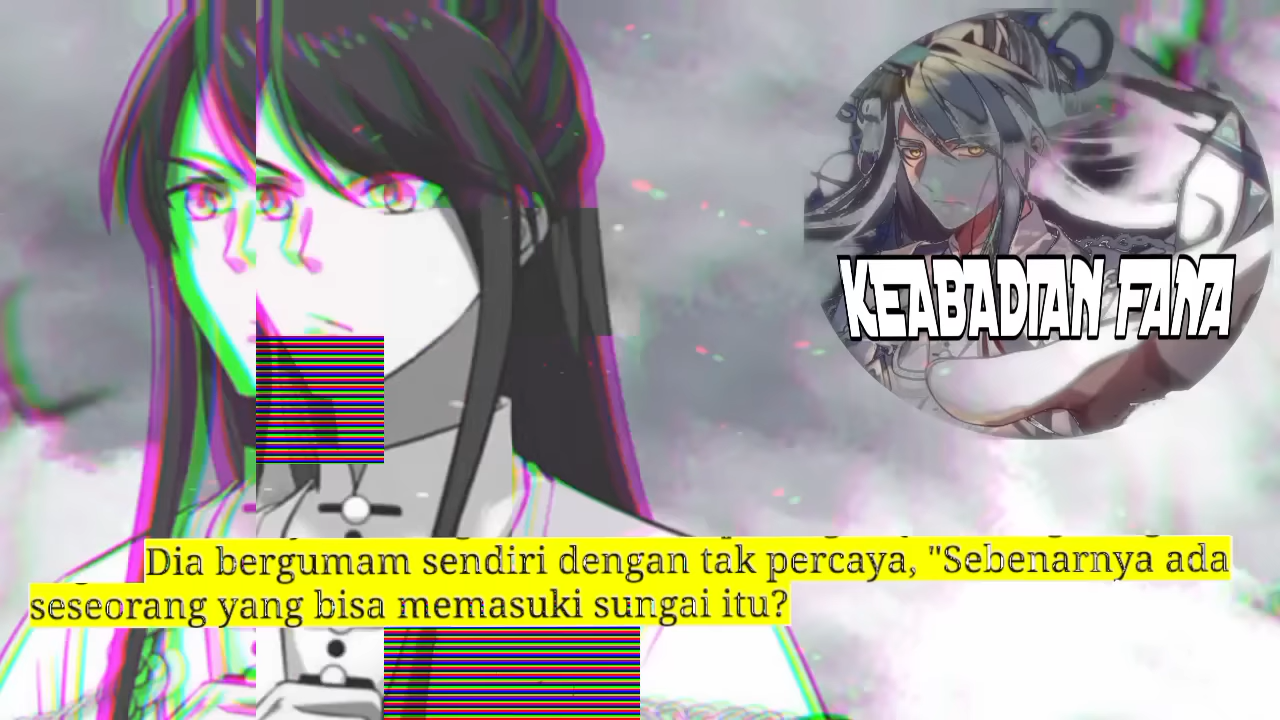 KEABADIAN FANA
Dia bergumam sendiri dengan tak percaya, "Sebenarnya ada
seseorang yang bisa memasuki sungai itu?